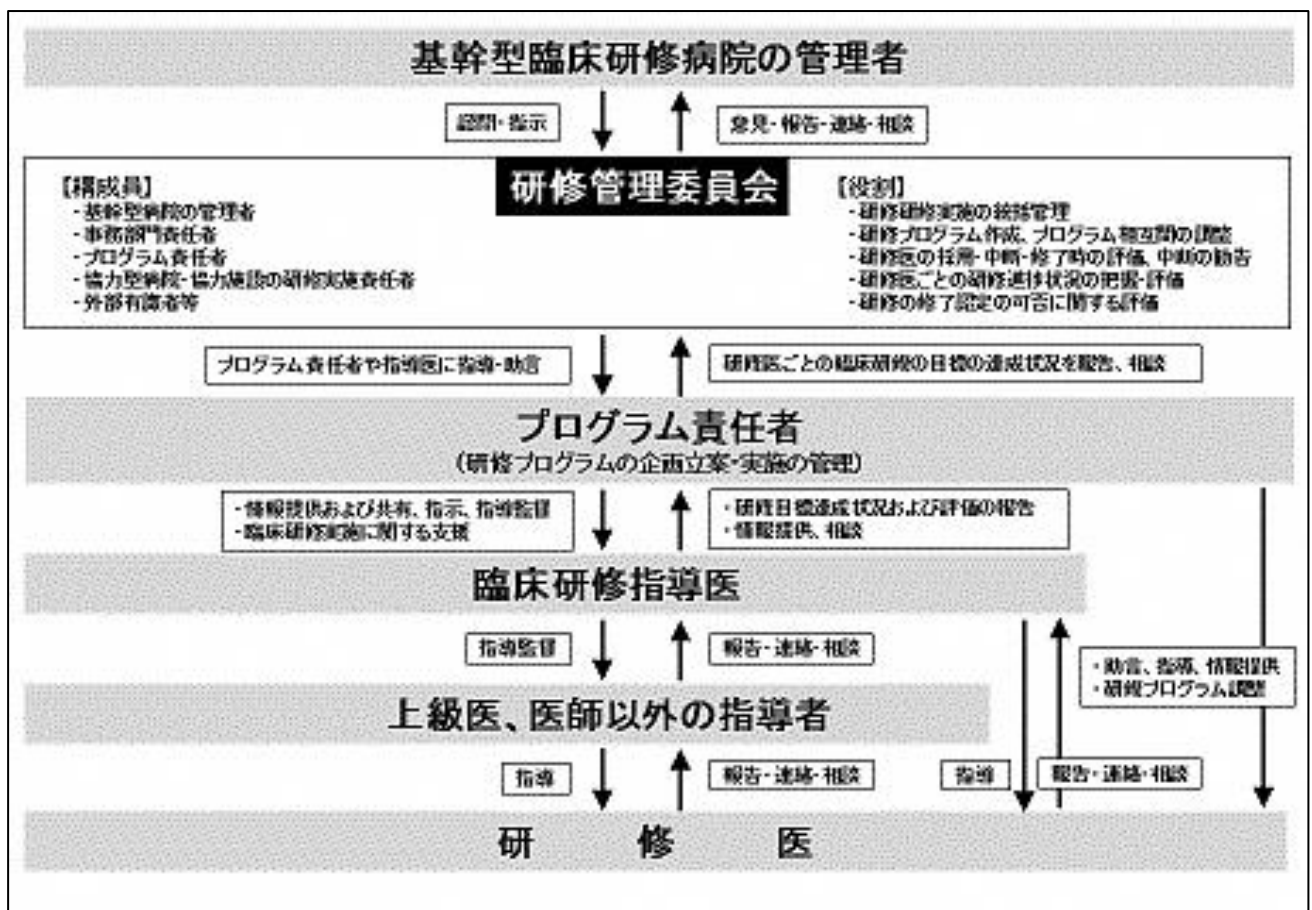 基幹型臨床研修病院の管理者
諮問・指示
意見・報告・連絡・相談
研修管理委員会
【構成員】
・基幹型病院の管理者
・事務部門責任者
・プログラム責任者
・協力型病院・協力施設の研修実施責任者
・外部有識者等
【役割】
・研修研修実施の統括管理
・研修プログラム作成、プログラム相互間の調整
・研修医の採用・中断・修了時の評価、中断の勧告
・研修医ごとの研修進捗状況の把握・評価
・研修の修了認定の可否に関する評価
プログラム責任者や指導医に指導・助言
研修医ごとの臨床研修の目標の達成状況を報告、相談
プログラム責任者
（研修プログラムの企画立案・実施の管理）
・情報提供および共有、指示、指導監督
・臨床研修実施に関する支援
・研修目標達成状況および評価の報告
・情報提供、相談
臨床研修指導医
指導監督
報告・連絡・相談
・助言、指導、情報提供
・研修プログラム調整
上級医、医師以外の指導者
指導
報告・連絡・相談
指導
報告・連絡・相談
研修医